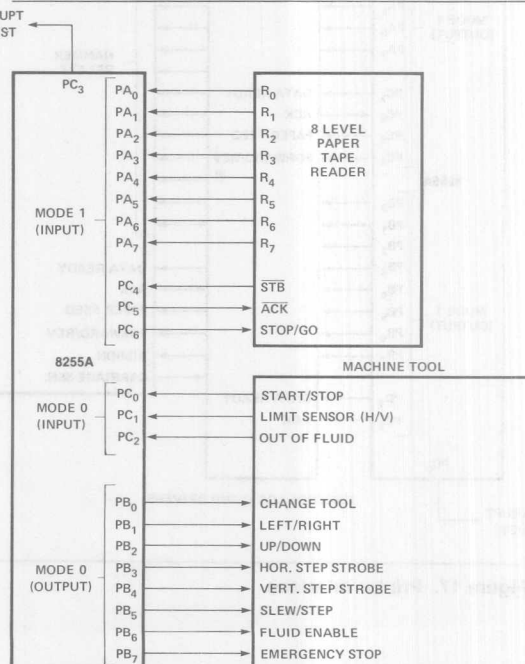 UPT
ST
PC3
MODE 1
(INPUT)
PA0
PA1
PA2
PA3
PA4
PA5
PA6
PA7
R0
R1
R2
R3
R4
R5
R6
R7
8 LEVEL
PAPER
TAPE
READER
PC4 STB
PC5 ACK
PC6 STOP/GO
8255A
MACHINE TOOL
MODE 0
(INPUT)
PC0 START/STOP
PC1 LIMIT SENSOR (H/V)
PC2 OUT OF FLUID
MODE 0
(OUTPUT)
PB0 CHANGE TOOL
PB1 LEFT/RIGHT
PB2 UP/DOWN
PB3 HOR. STEP STROBE
PB4 VERT. STEP STROBE
PB5 SLEW/STEP
PB6 FLUID ENABLE
PB7 EMERGENCY STOP